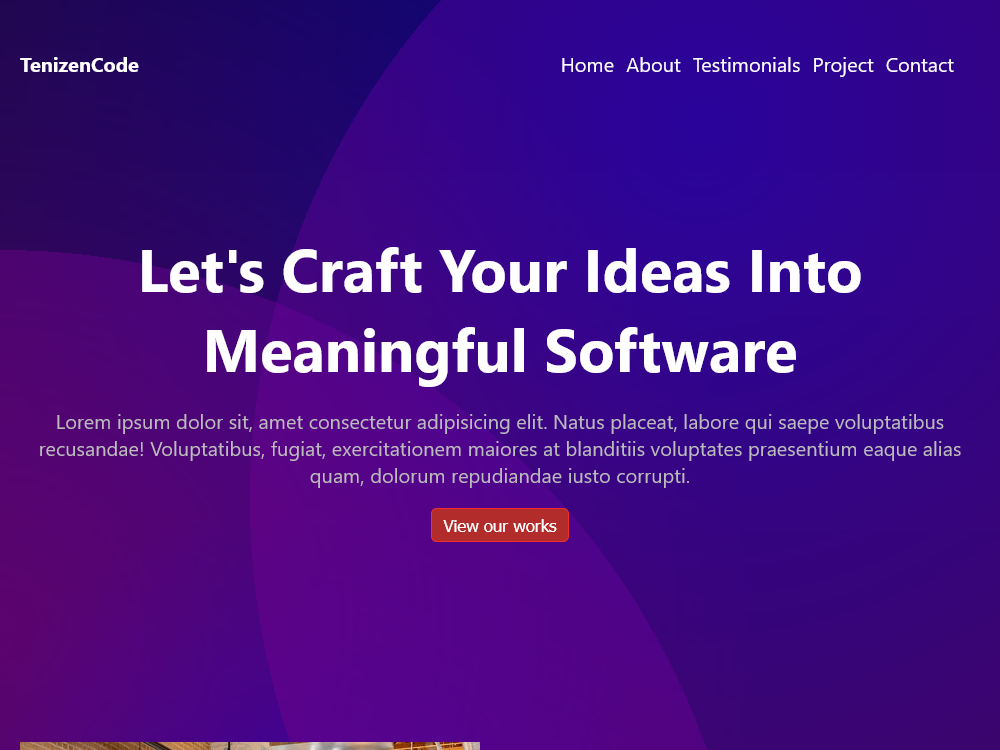 TenizenCode
Home About Testimonials Project Contact
Let's Craft Your Ideas Into
Meaningful Software
Lorem ipsum dolor sit, amet consectetur adipisicing elit. Natus placeat, labore qui saepe voluptatibus
recusandae! Voluptatibus, fugiat, exercitationem maiores at blanditiis voluptates praesentium eaque alias
quam, dolorum repudiandae iusto corrupti.
View our works